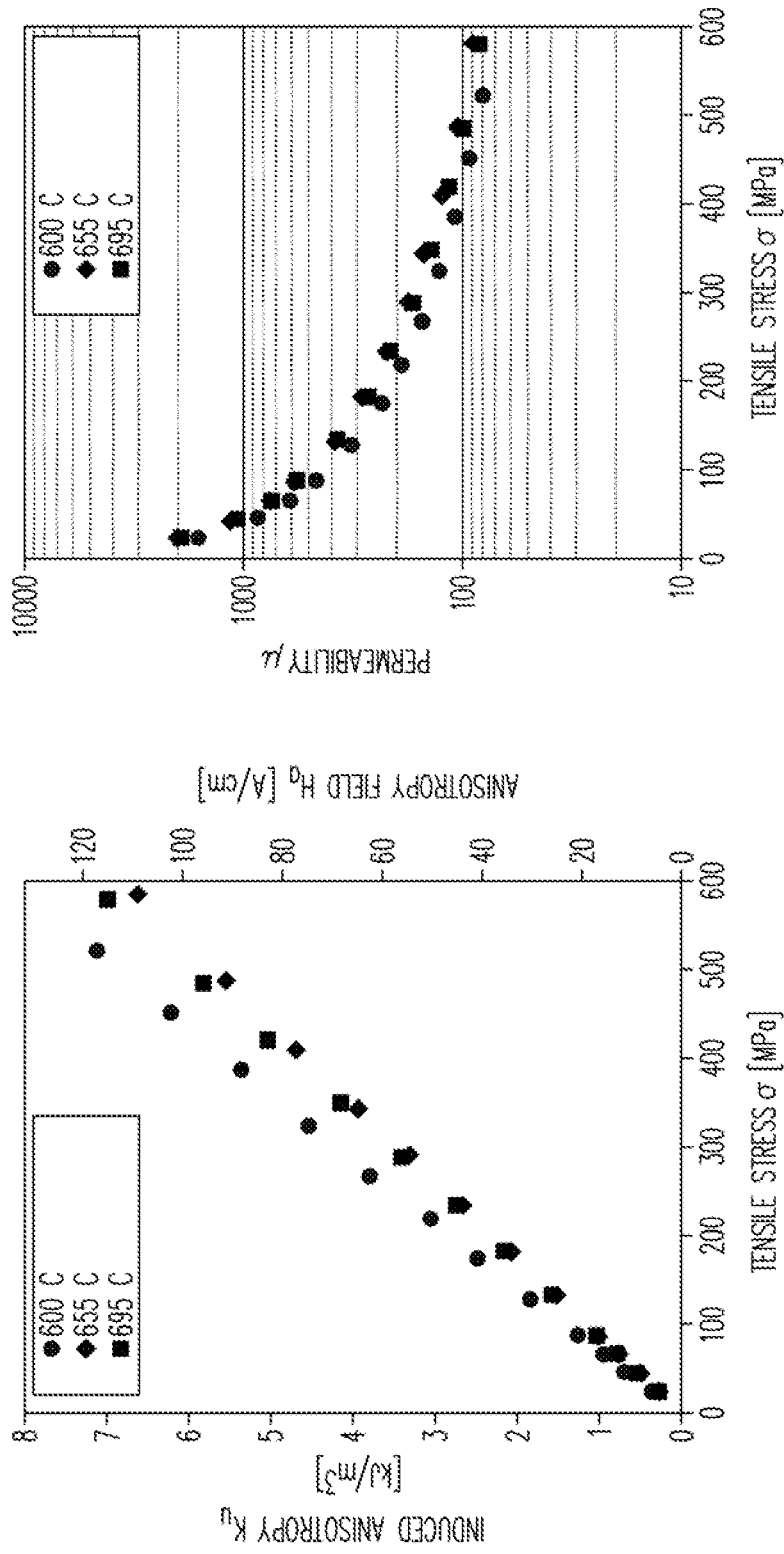 600 C
655 C
695 C
8
7
6
5
4
3
2
1
0
INDUCED ANISOTROPY Ku
[kJ/m³]
0 100 200 300 400 500 600
TENSILE STRESS σ [MPa]
120
100
80
60
40
20
0
ANISOTROPY FIELD Ha [A/cm]
600 C
655 C
695 C
10000
1000
100
10
PERMEABILITY μ
0 100 200 300 400 500 600
TENSILE STRESS σ [MPa]